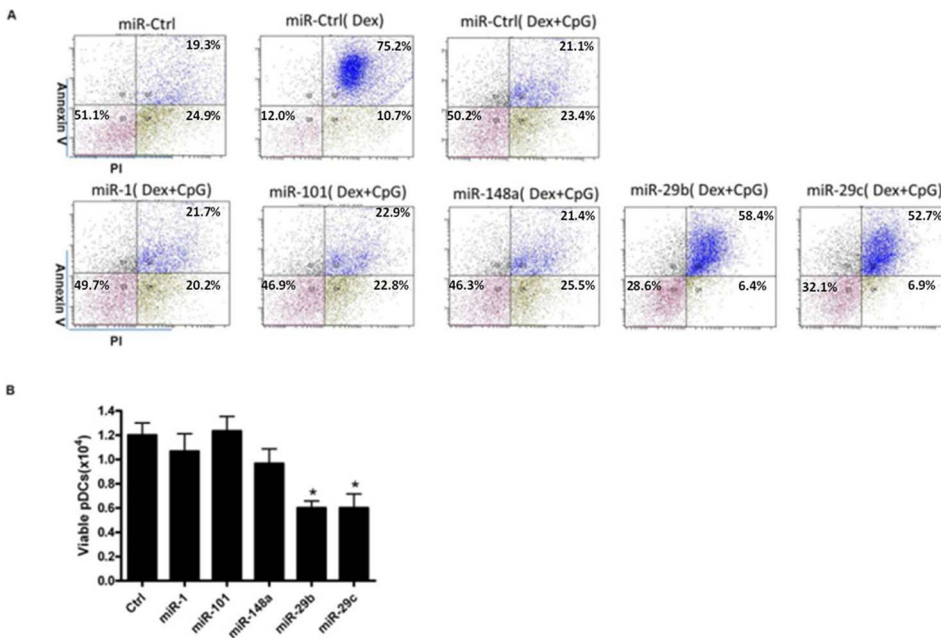 A
miR-Ctrl
miR-Ctrl( Dex)
miR-Ctrl( Dex+CpG)
19.3%
75.2%
21.1%
51.1%
24.9%
12.0%
10.7%
50.2%
23.4%
Annexin V
PI
miR-1( Dex+CpG)
miR-101( Dex+CpG)
miR-148a( Dex+CpG)
miR-29b( Dex+CpG)
miR-29c( Dex+CpG)
21.7%
22.9%
21.4%
58.4%
52.7%
49.7%
20.2%
46.9%
22.8%
46.3%
25.5%
28.6%
6.4%
32.1%
6.9%
Annexin V
PI
B
Viable pDCs(x10⁴)
1.4
1.2
1.0
0.8
0.6
0.4
0.2
0.0
* *
Ctrl
miR-1
miR-101
miR-148a
miR-29b
miR-29c